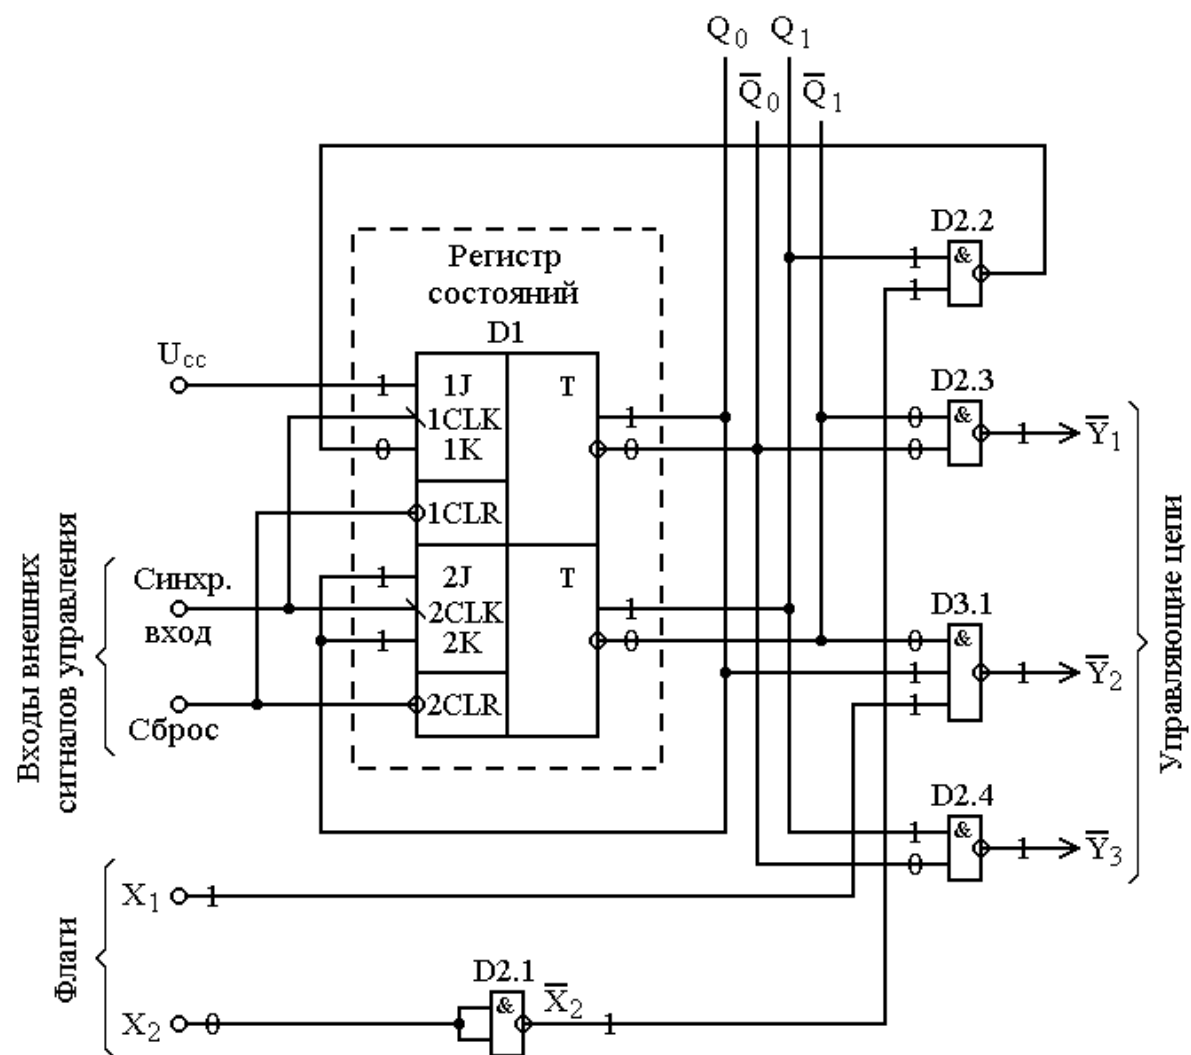 Q0 Q1
Q̅0 Q̅1
D2.2
1 &
1
Регистр
состояний
D1
Ucc
1 1J T
1CLK 1
0 1K 0
1CLR
D2.3
0 &
0
1 Y̅1
Входы внешних
сигналов управления
Синхр.
вход
Сброс
1 2J T
2CLK 1
1 2K 0
2CLR
D3.1
0 &
1
1
1 Y̅2
Управляющие цепи
D2.4
1 &
0
1 Y̅3
Флаги
X1 1
D2.1
X2 0
&
X̅2 1